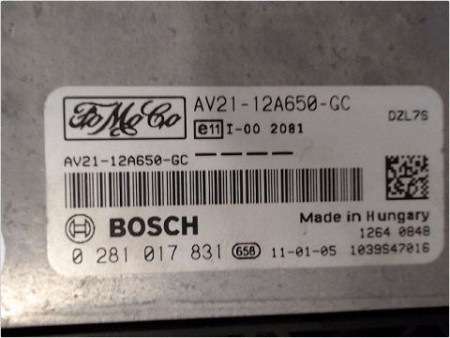 FoMoCo
AV21-12A650-GC
DZL7S
e11 I-00 2081
AV21-12A650-GC — — — —
BOSCH
Made in Hungary
1264 0848
0 281 017 831 658 11-01-05 1039S47016